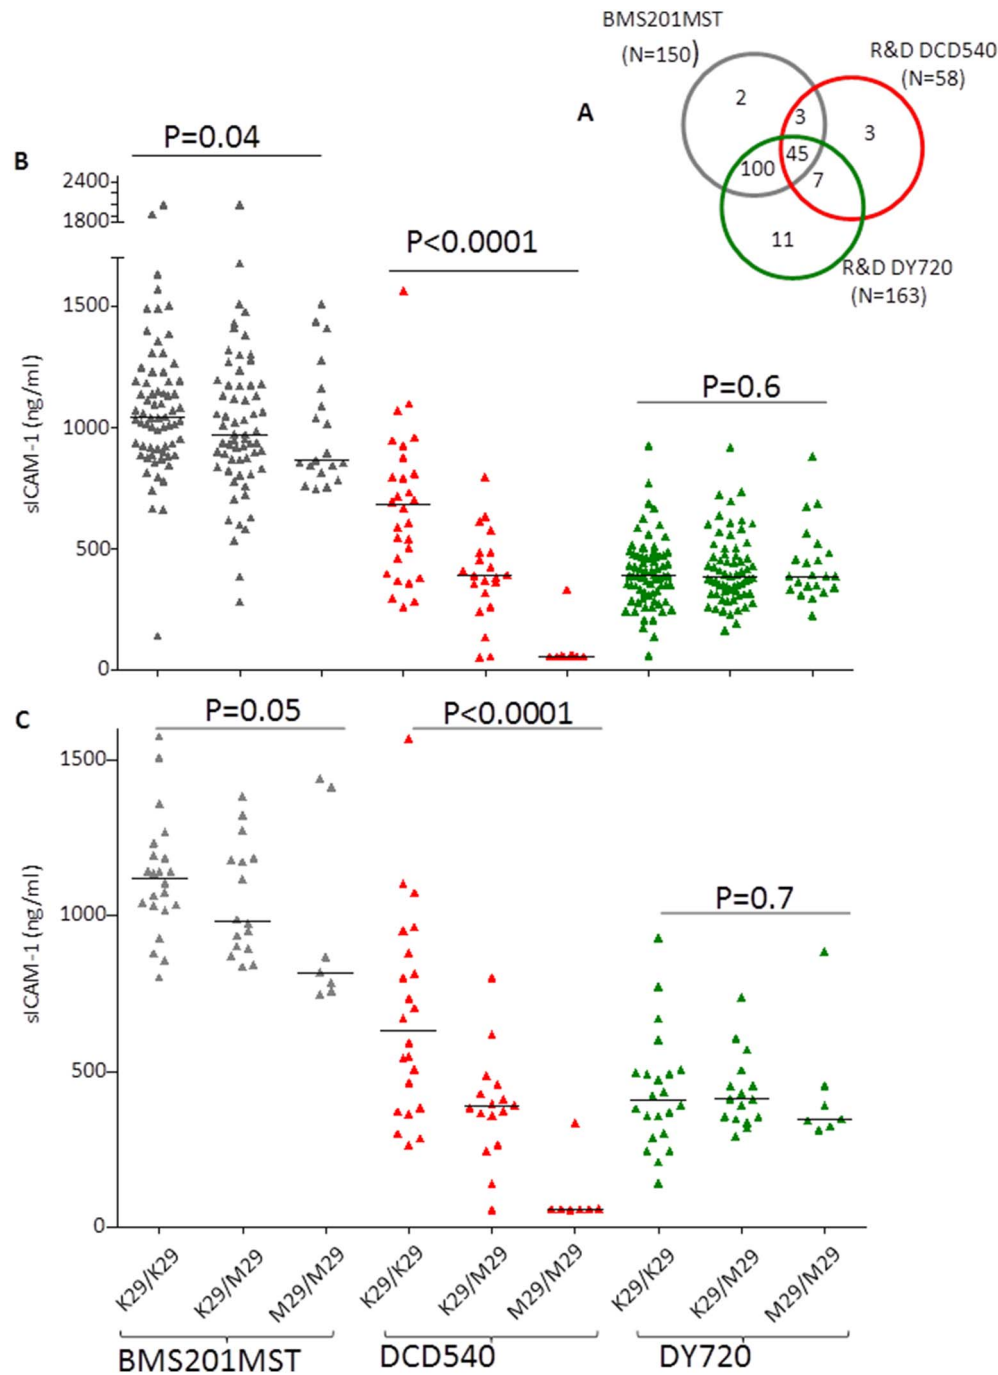 BMS201MST
(N=150)
R&D DCD540
(N=58)
A
2
3
3
45
100
7
11
R&D DY720
(N=163)
B
P=0.04
P<0.0001
P=0.6
2400
1800
1500
1000
500
0
sICAM-1 (ng/ml)
C
P=0.05
P<0.0001
P=0.7
1500
1000
500
0
sICAM-1 (ng/ml)
K29/K29
K29/M29
M29/M29
K29/K29
K29/M29
M29/M29
K29/K29
K29/M29
M29/M29
BMS201MST
DCD540
DY720